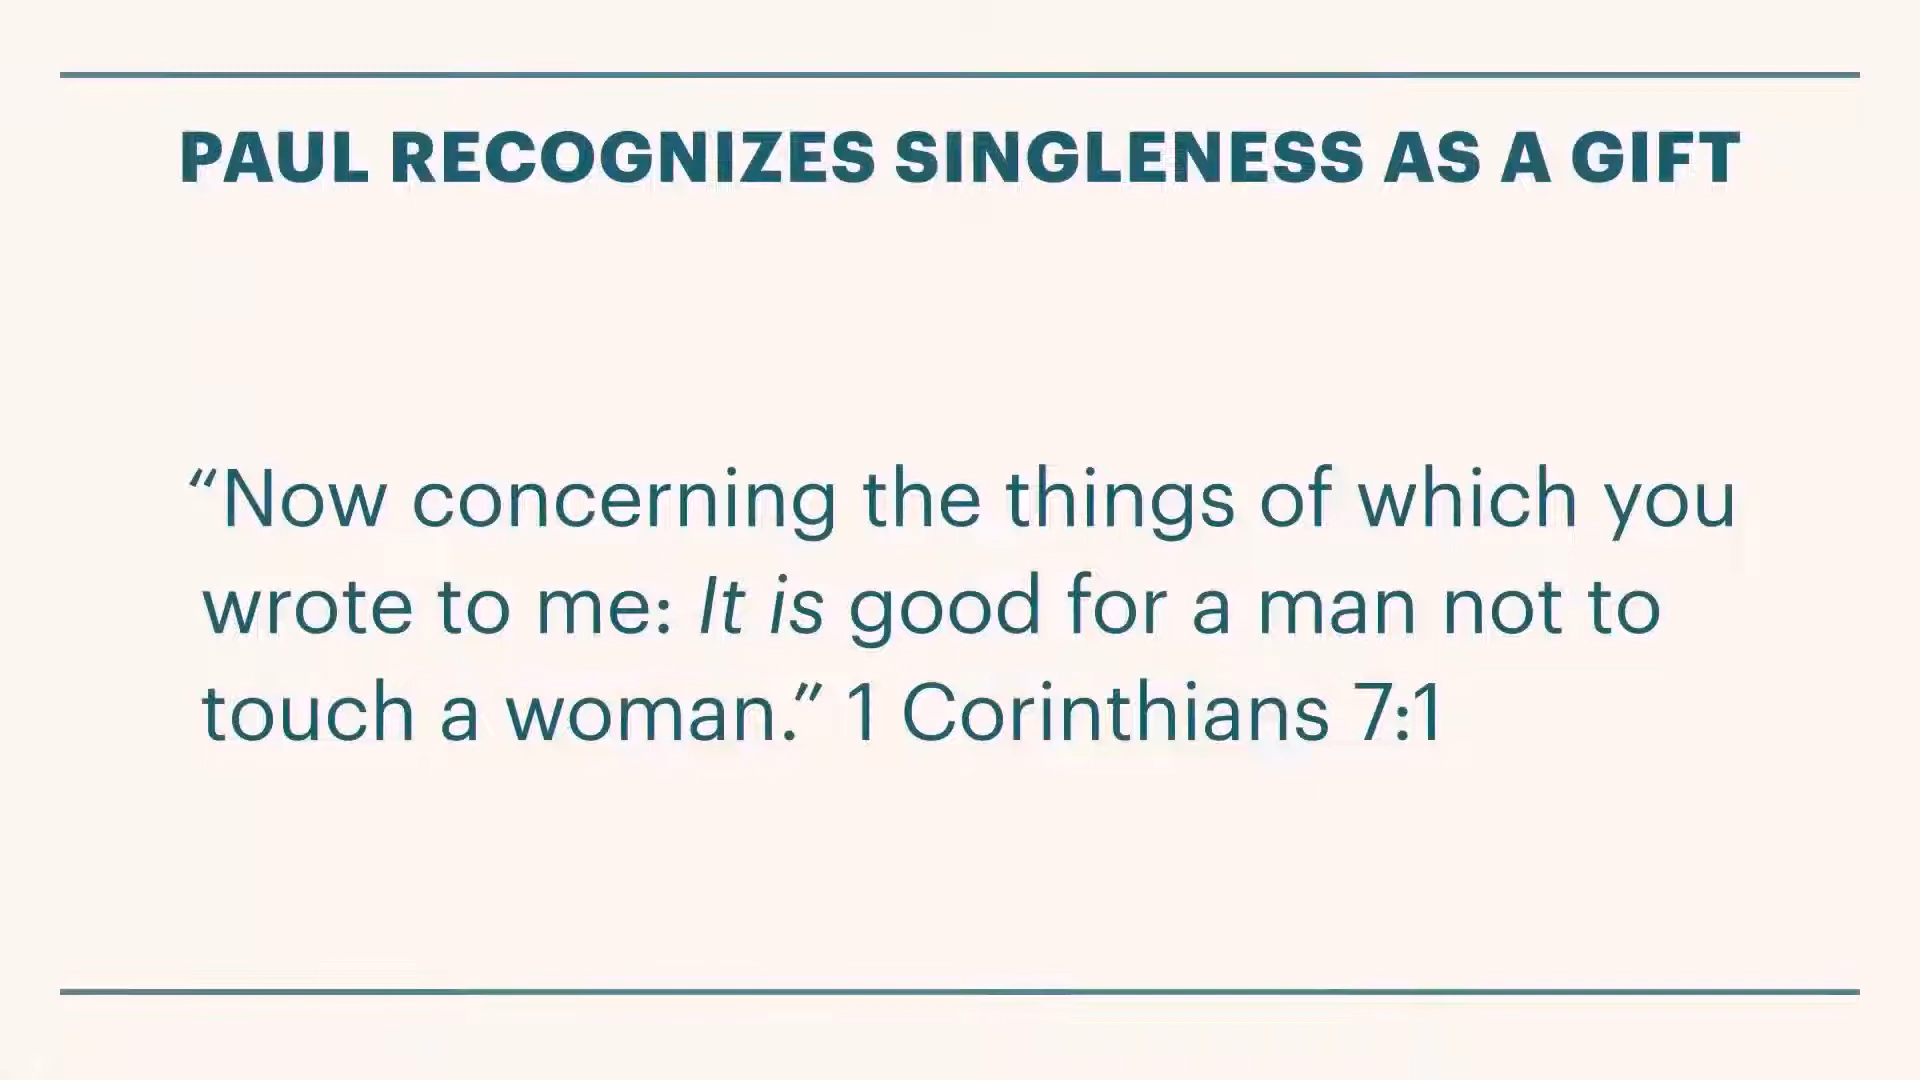 PAUL RECOGNIZES SINGLENESS AS A GIFT
“Now concerning the things of which you
wrote to me: It is good for a man not to
touch a woman.” 1 Corinthians 7:1